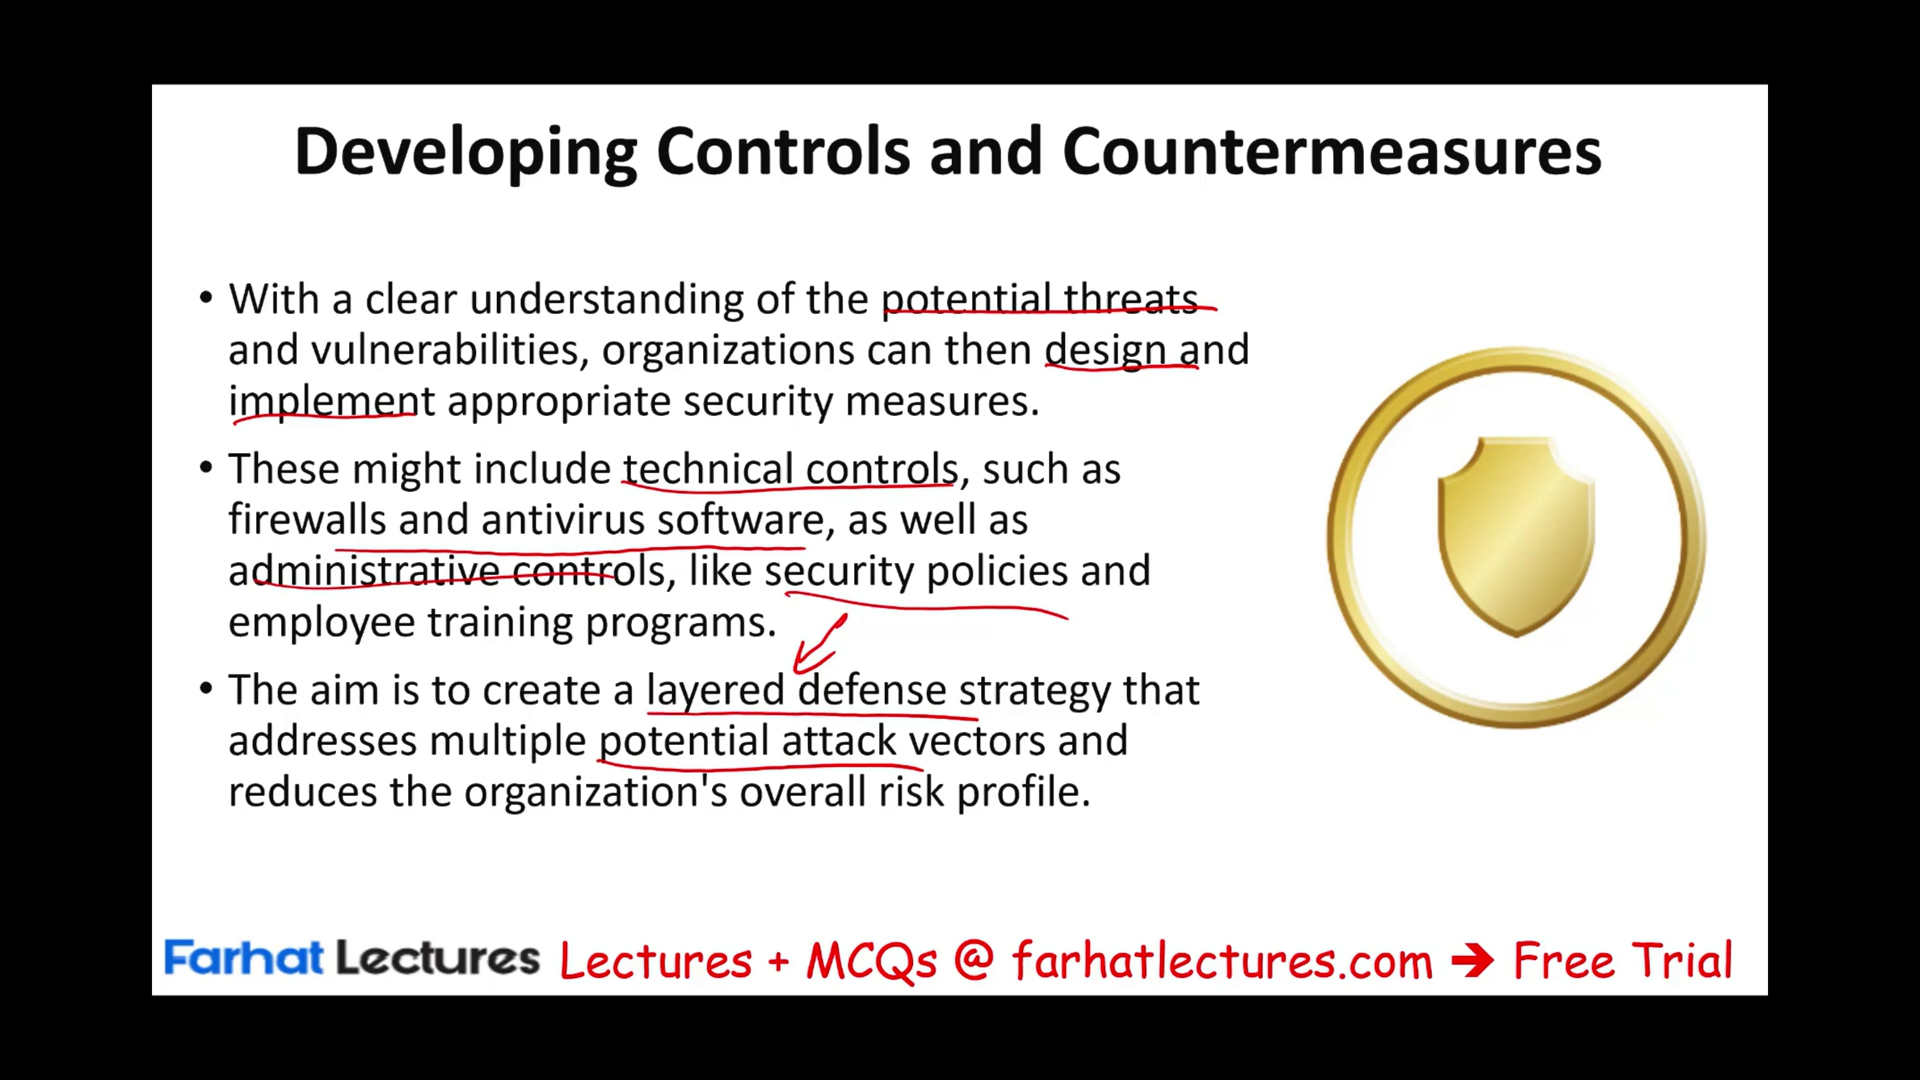 Developing Controls and Countermeasures
• With a clear understanding of the potential threats
and vulnerabilities, organizations can then design and
implement appropriate security measures.
• These might include technical controls, such as
firewalls and antivirus software, as well as
administrative controls, like security policies and
employee training programs.
• The aim is to create a layered defense strategy that
addresses multiple potential attack vectors and
reduces the organization's overall risk profile.
Farhat Lectures Lectures + MCQs @ farhatlectures.com → Free Trial